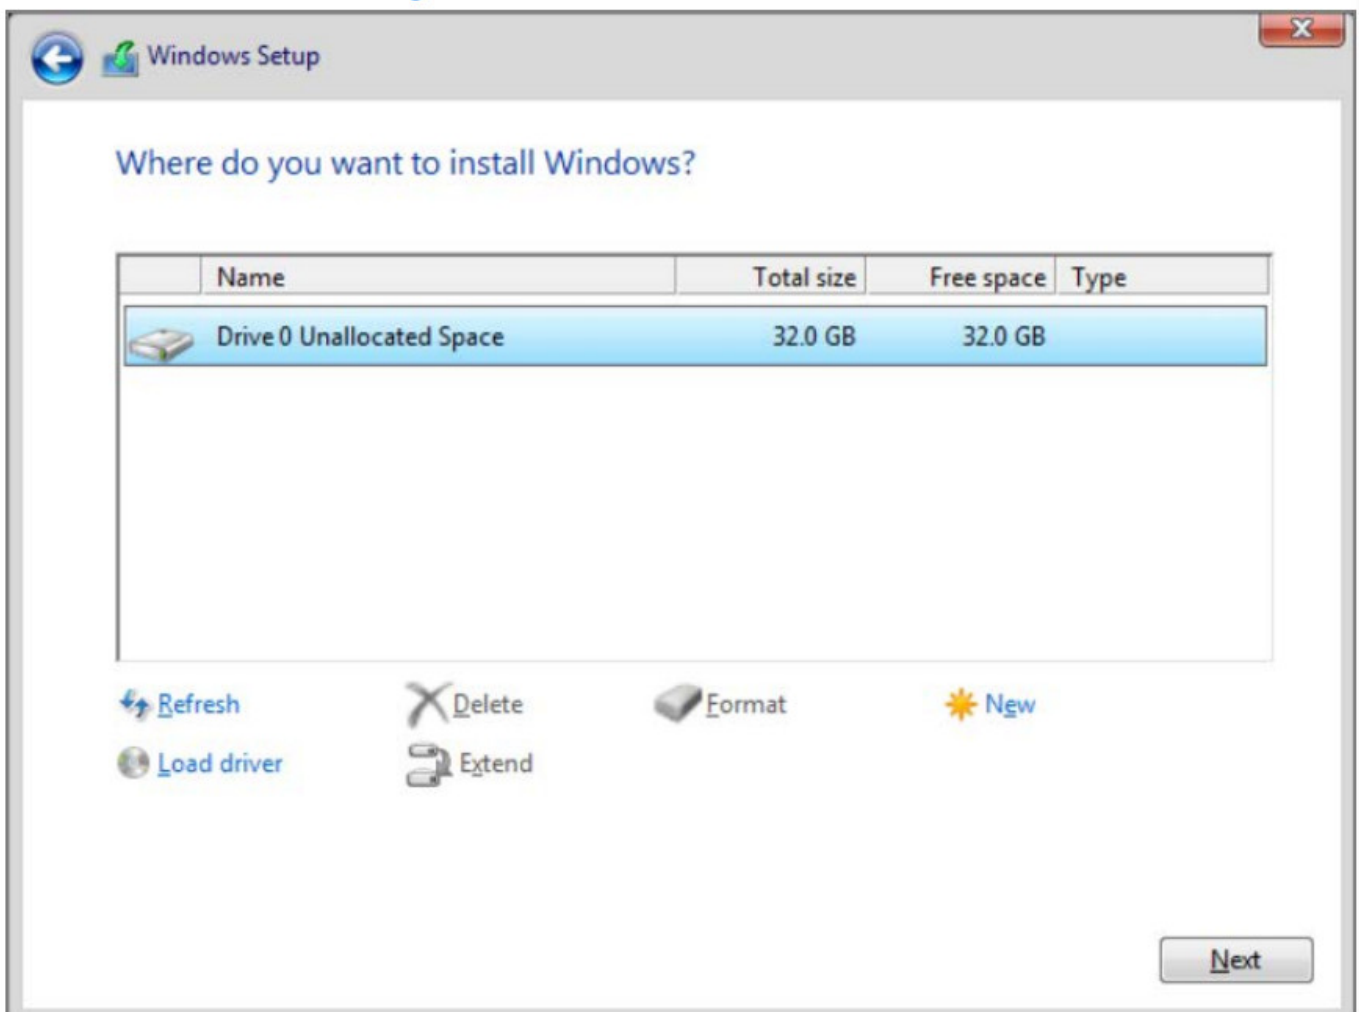 Windows Setup
Where do you want to install Windows?
Name Total size Free space Type
Drive 0 Unallocated Space 32.0 GB 32.0 GB
Refresh Delete Format New
Load driver Extend
Next